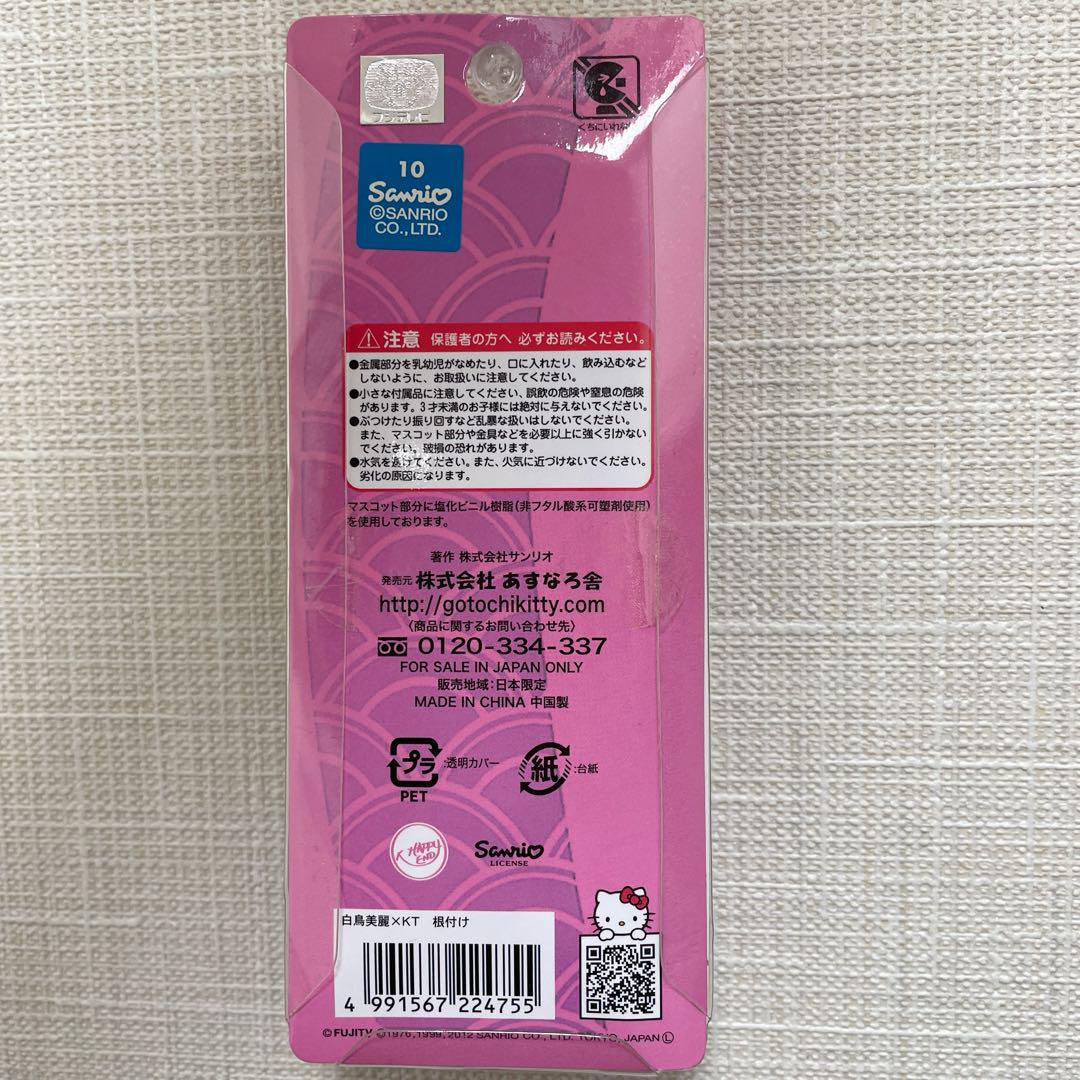 フジテレビ
くちにいれない
10
Sanrio
©SANRIO
CO.,LTD.
注意 保護者の方へ 必ずお読みください。
●金属部分を乳幼児がなめたり、口に入れたり、飲み込むなど
しないように、お取扱いに注意してください。
●小さな付属品に注意してください、誤飲の危険や窒息の危険
があります。3才未満のお子様には絶対に与えないでください。
●ぶつけたり振り回すなど乱暴な扱いはしないでください。
また、マスコット部分や金具などを必要以上に強く引かない
でください。破損の恐れがあります。
●水気を避けてください。また、火気に近づけないでください。
劣化の原因になります。
マスコット部分に塩化ビニル樹脂(非フタル酸系可塑剤使用)
を使用しております。
著作 株式会社サンリオ
発売元 株式会社 あすなろ舎
http://gotochikitty.com
〈商品に関するお問い合わせ先〉
0120-334-337
FOR SALE IN JAPAN ONLY
販売地域:日本限定
MADE IN CHINA 中国製
プラ :透明カバー 紙 :台紙
PET
K HAPPY END
Sanrio
LICENSE
白鳥美麗×KT 根付け
4 991567 224755
©FUJITV ©1976,1999,2012 SANRIO CO., LTD. TOKYO, JAPAN Ⓛ